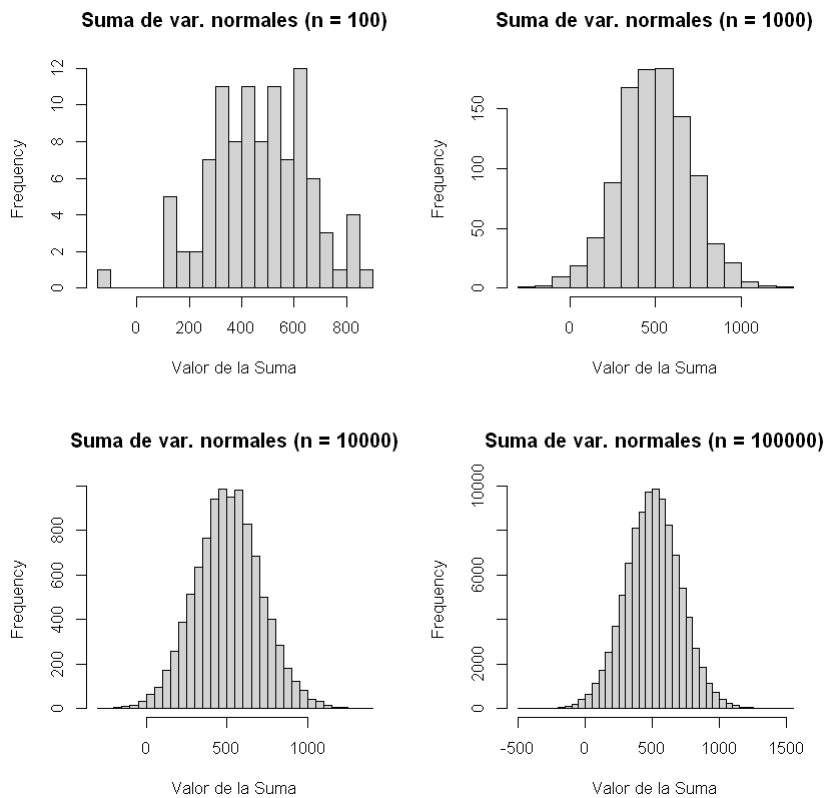 Suma de var. normales (n = 100)
Frequency
0 2 4 6 8 10 12
0 200 400 600 800
Valor de la Suma
Suma de var. normales (n = 1000)
Frequency
0 50 100 150
0 500 1000
Valor de la Suma
Suma de var. normales (n = 10000)
Frequency
0 200 400 600 800
0 500 1000
Valor de la Suma
Suma de var. normales (n = 100000)
Frequency
0 2000 6000 10000
-500 0 500 1000 1500
Valor de la Suma